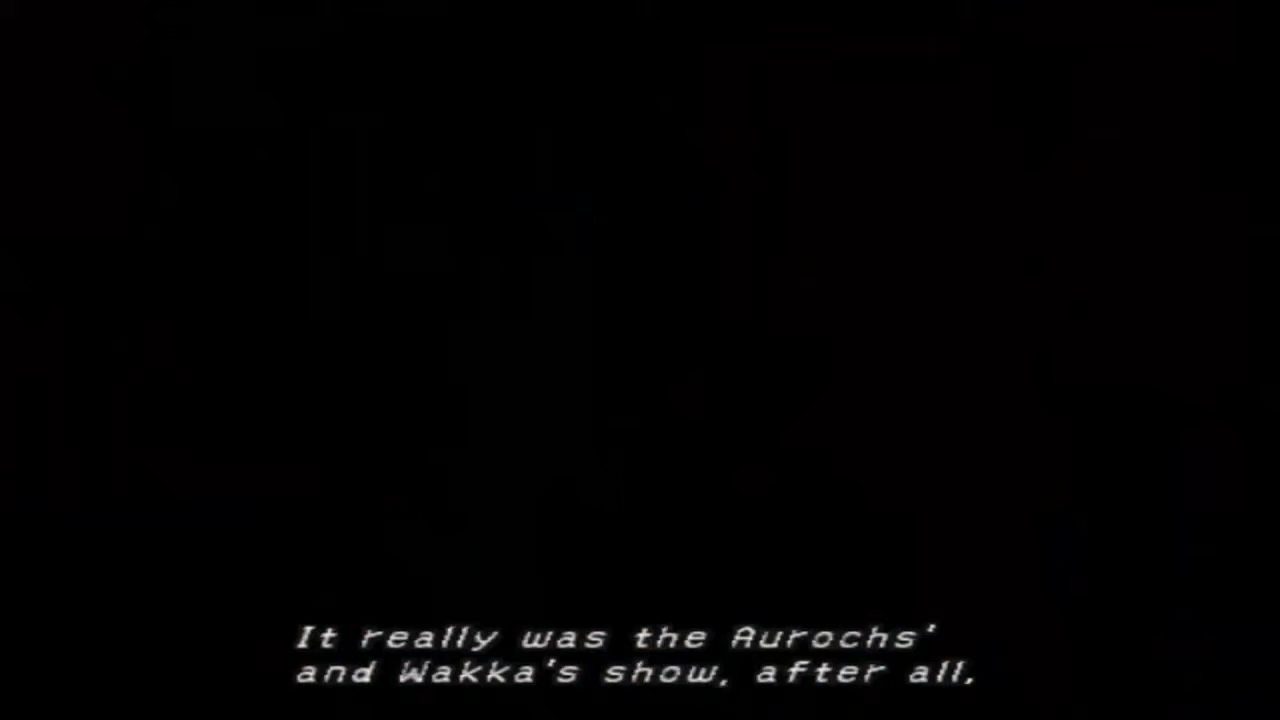 It really was the Aurochs'
and Wakka's show, after all.